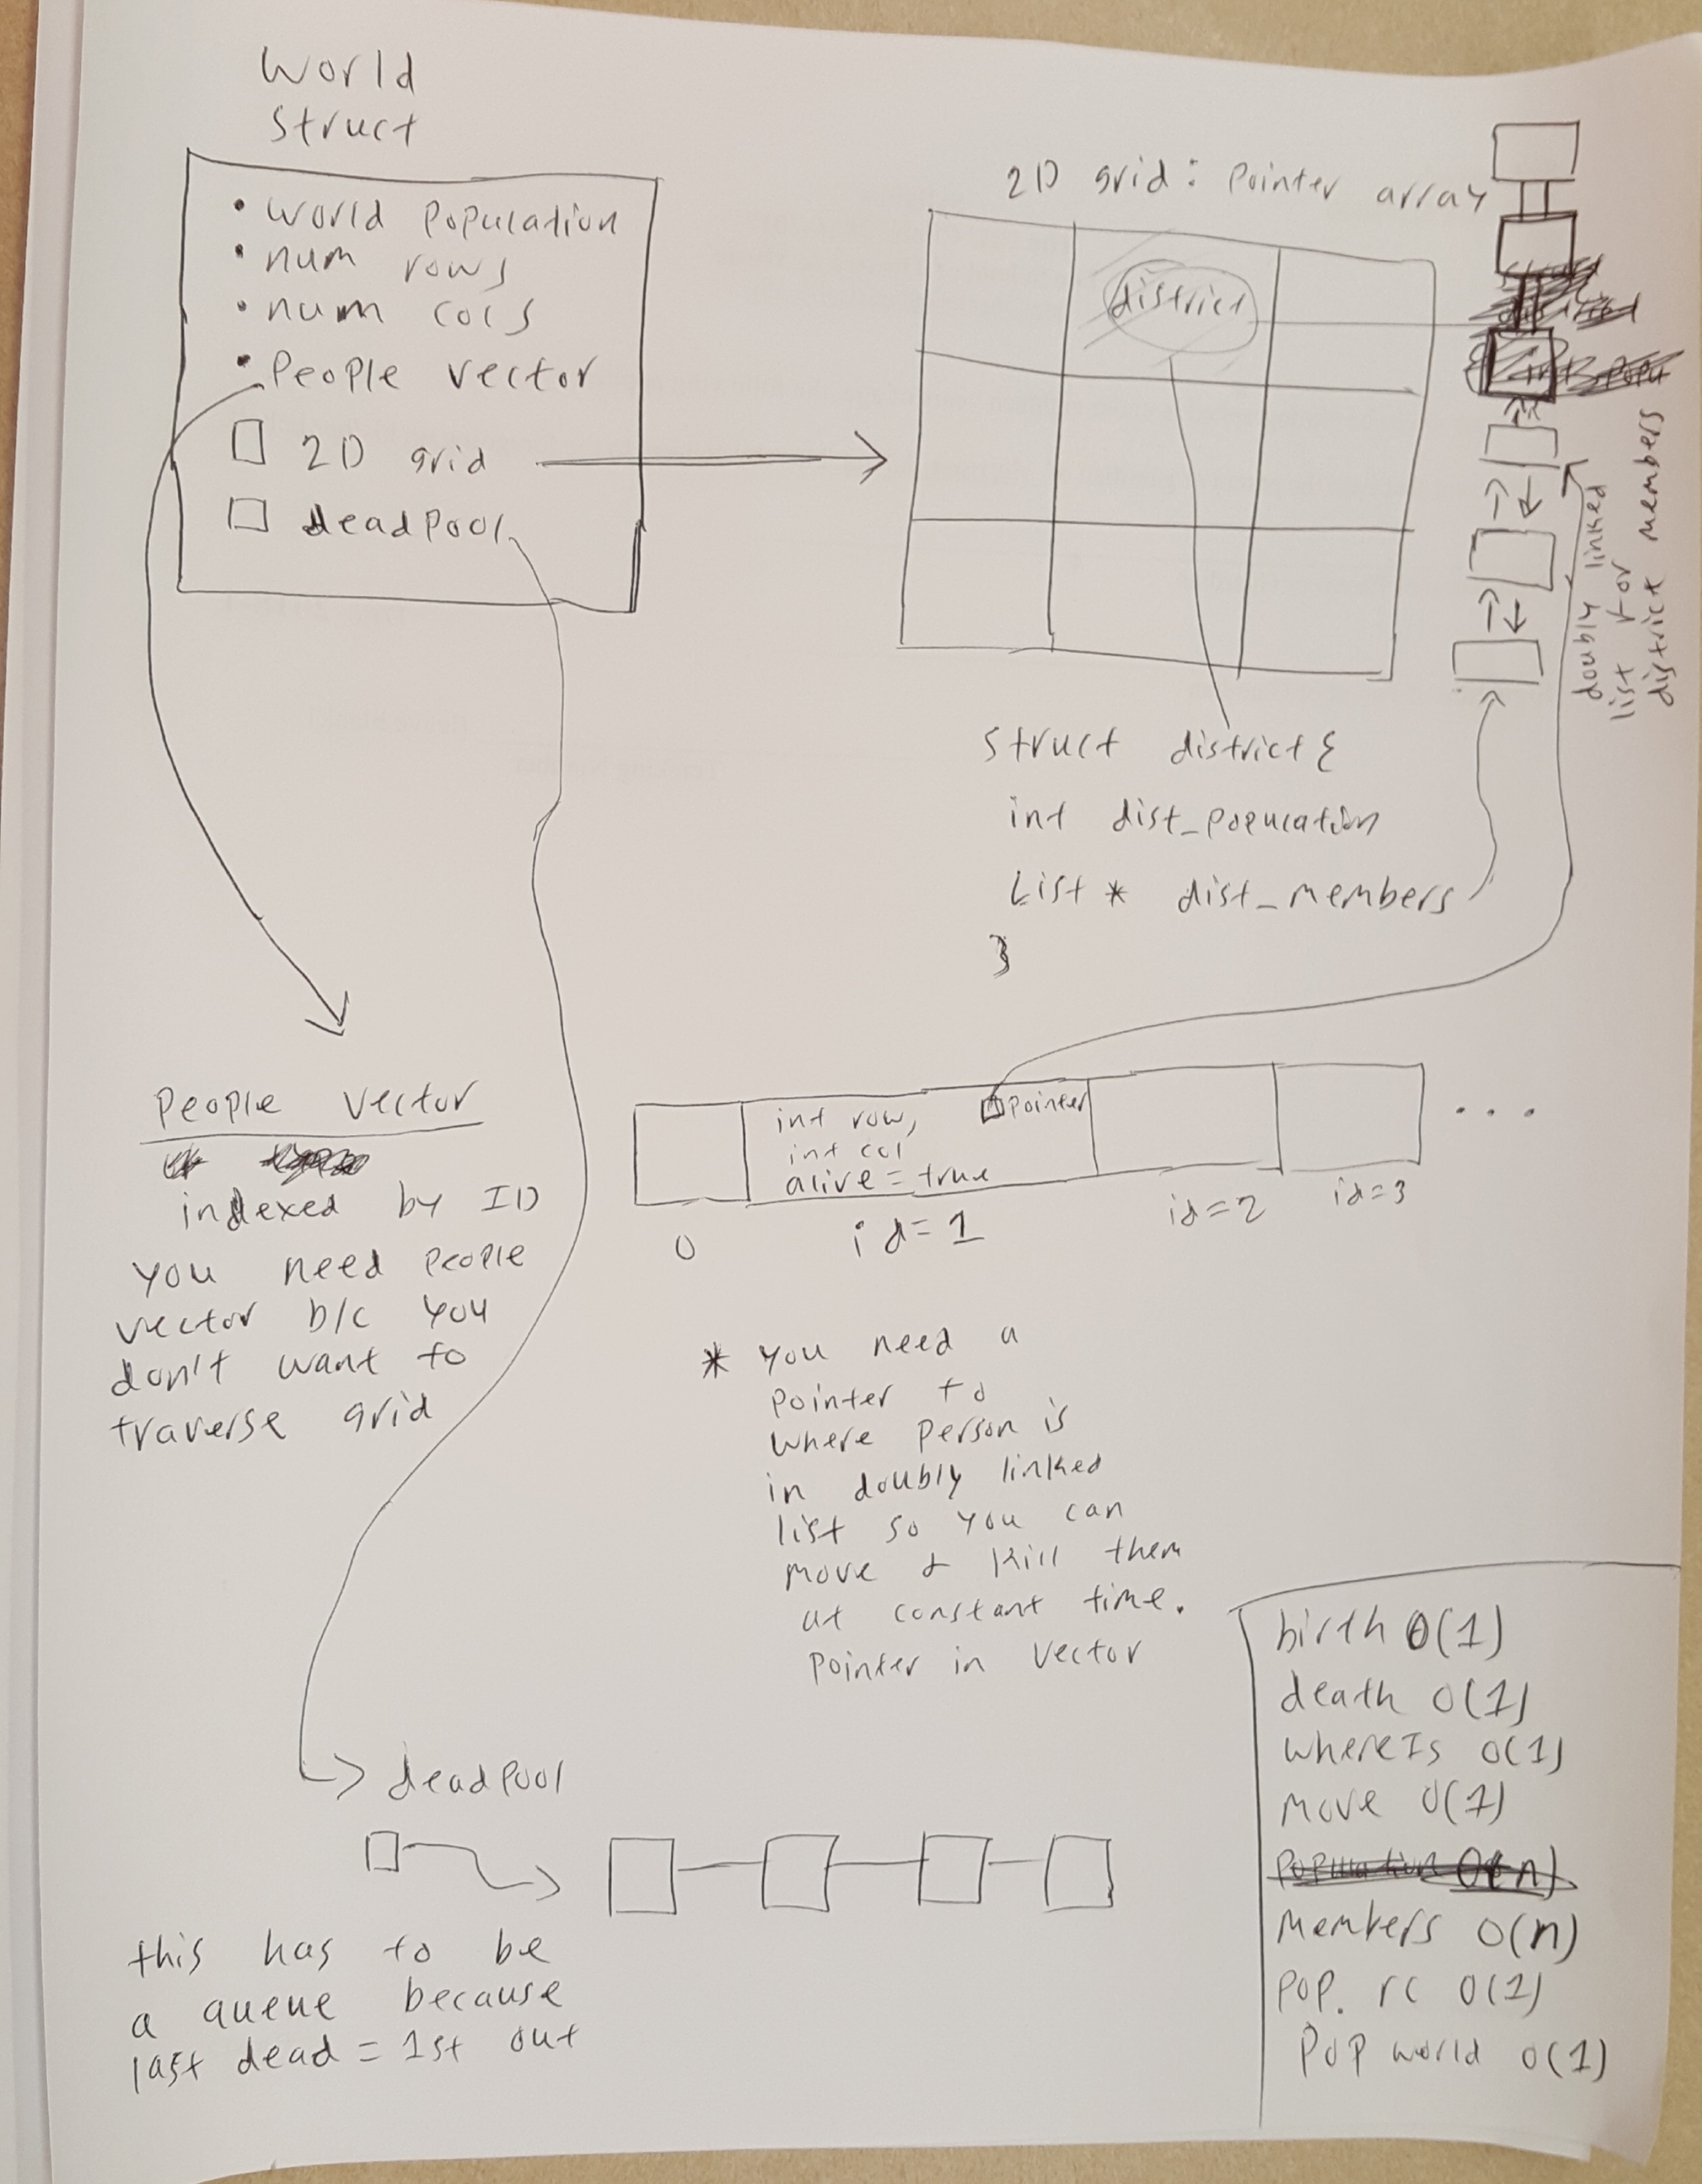 World
Struct
• World Population
• num rows
• num cols
• People vector
2D grid
deadpool
2D grid: Pointer array
district
doubly linked
list for
district members
struct district {
int dist_population
List * dist_members
}
People Vector
indexed by ID
You need people
vector b/c you
don't want to
traverse grid
int row,
int col
alive = true
Pointer
...
0
id=1
id=2
id=3
* You need a
pointer to
where person is
in doubly linked
list so you can
move & kill them
at constant time.
Pointer in Vector
deadpool
this has to be
a queue because
last dead = 1st out
birth O(1)
death O(1)
whereIs O(1)
Move O(1)
Population O(n)
Members O(n)
POP. rc O(1)
POP world O(1)